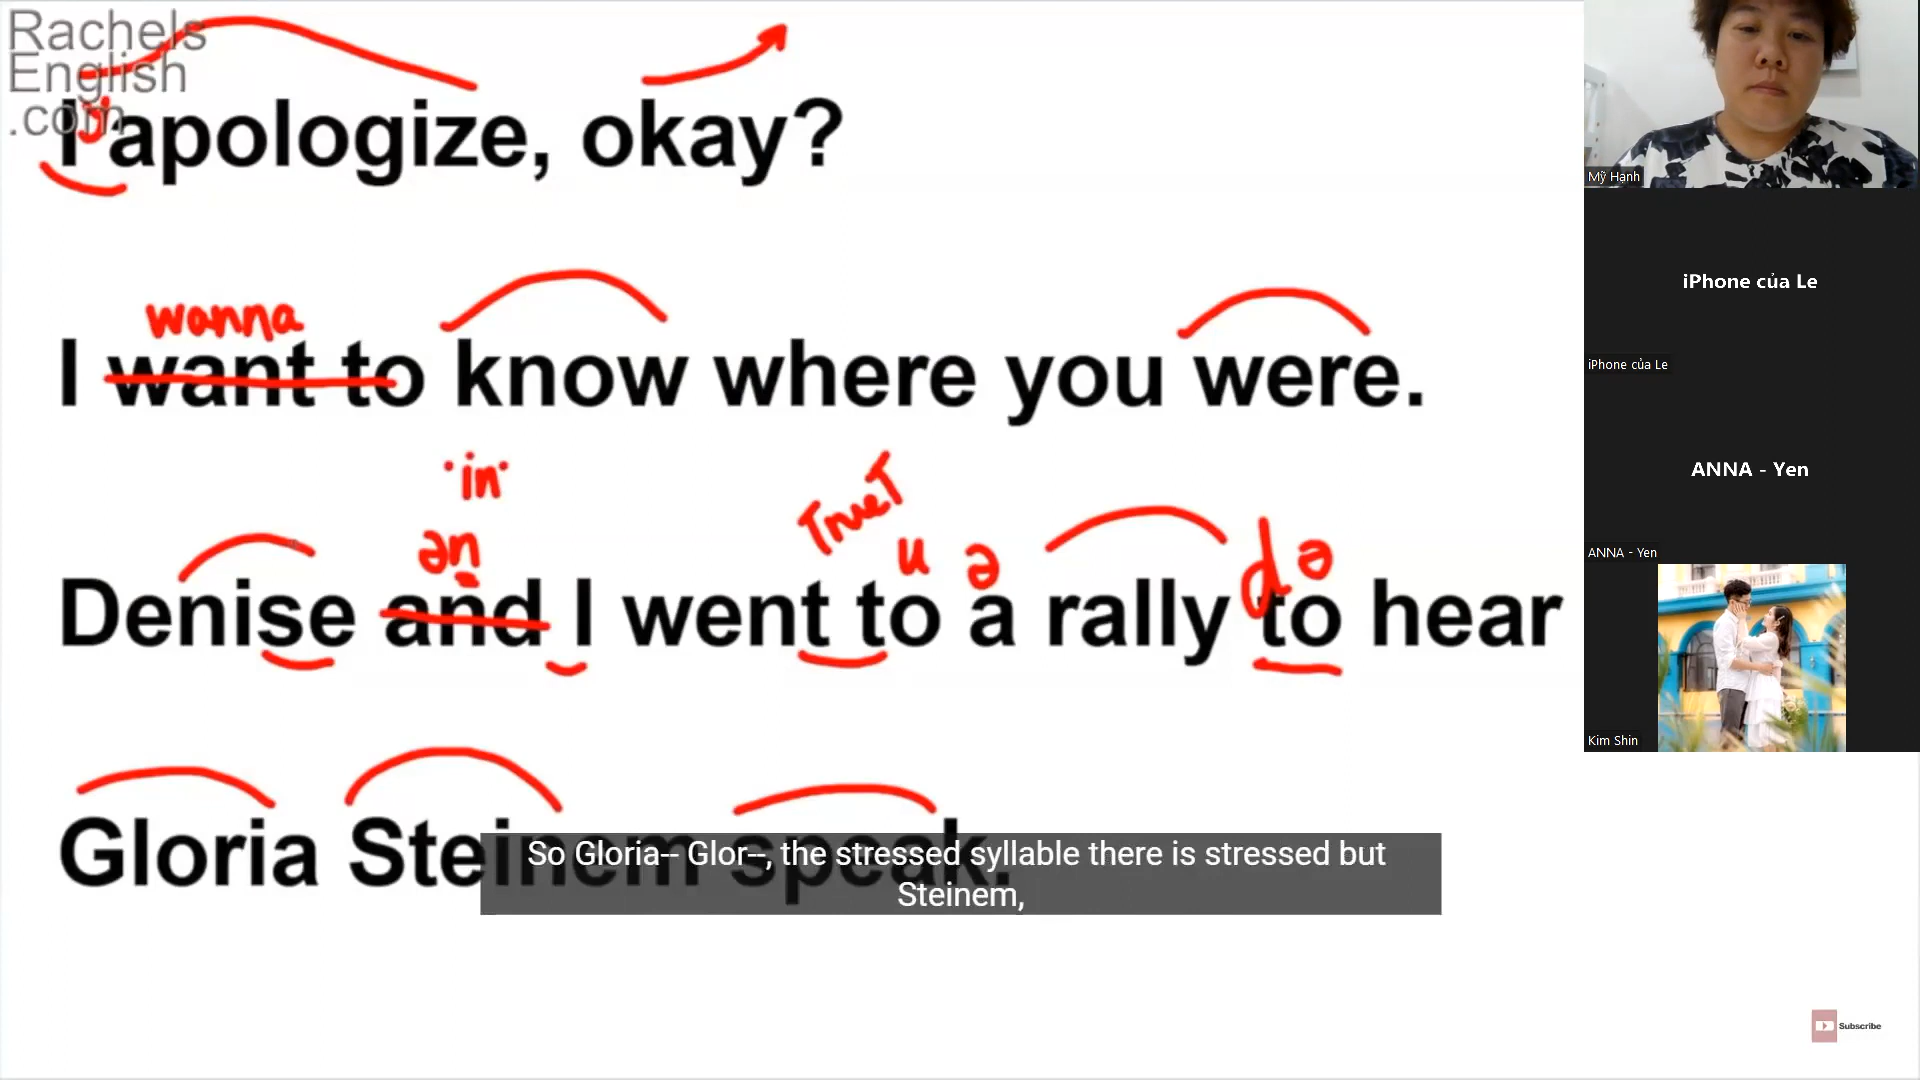 Rachels
English
.com
I apologize, okay?
wanna
I want to know where you were.
in
ən
True T
u ə
d ə
Denise and I went to a rally to hear
Gloria Steinem speak.
So Gloria-- Glor--, the stressed syllable there is stressed but
Steinem,
Mỹ Hạnh
iPhone của Le
iPhone của Le
ANNA - Yen
ANNA - Yen
Kim Shin
Subscribe